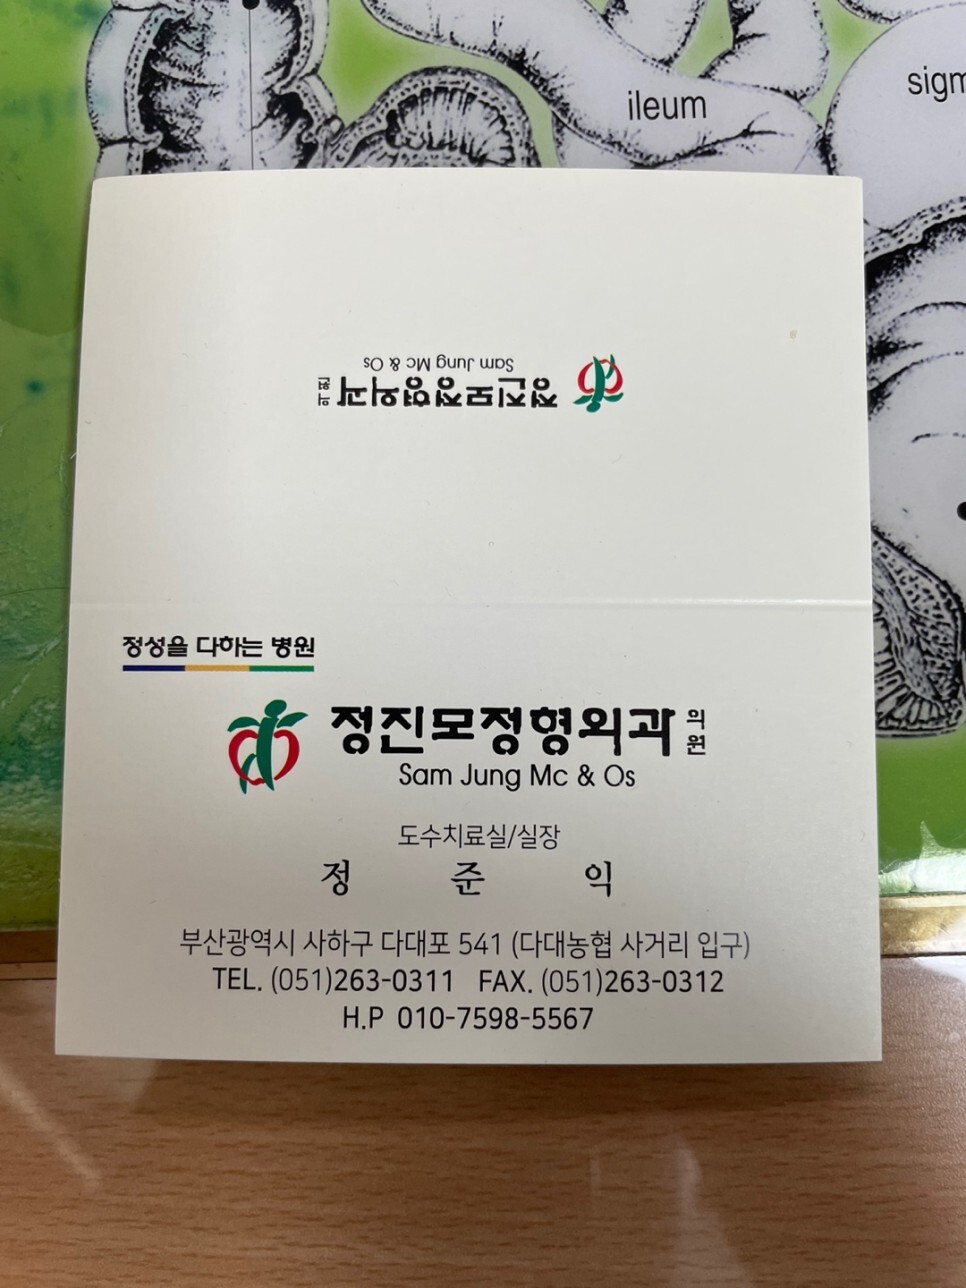 ileum
sigm
정진모정형외과 의원
Sam Jung Mc & Os
정성을 다하는 병원
정진모정형외과 의원
Sam Jung Mc & Os
도수치료실/실장
정 준 익
부산광역시 사하구 다대포 541 (다대농협 사거리 입구)
TEL. (051)263-0311 FAX. (051)263-0312
H.P 010-7598-5567